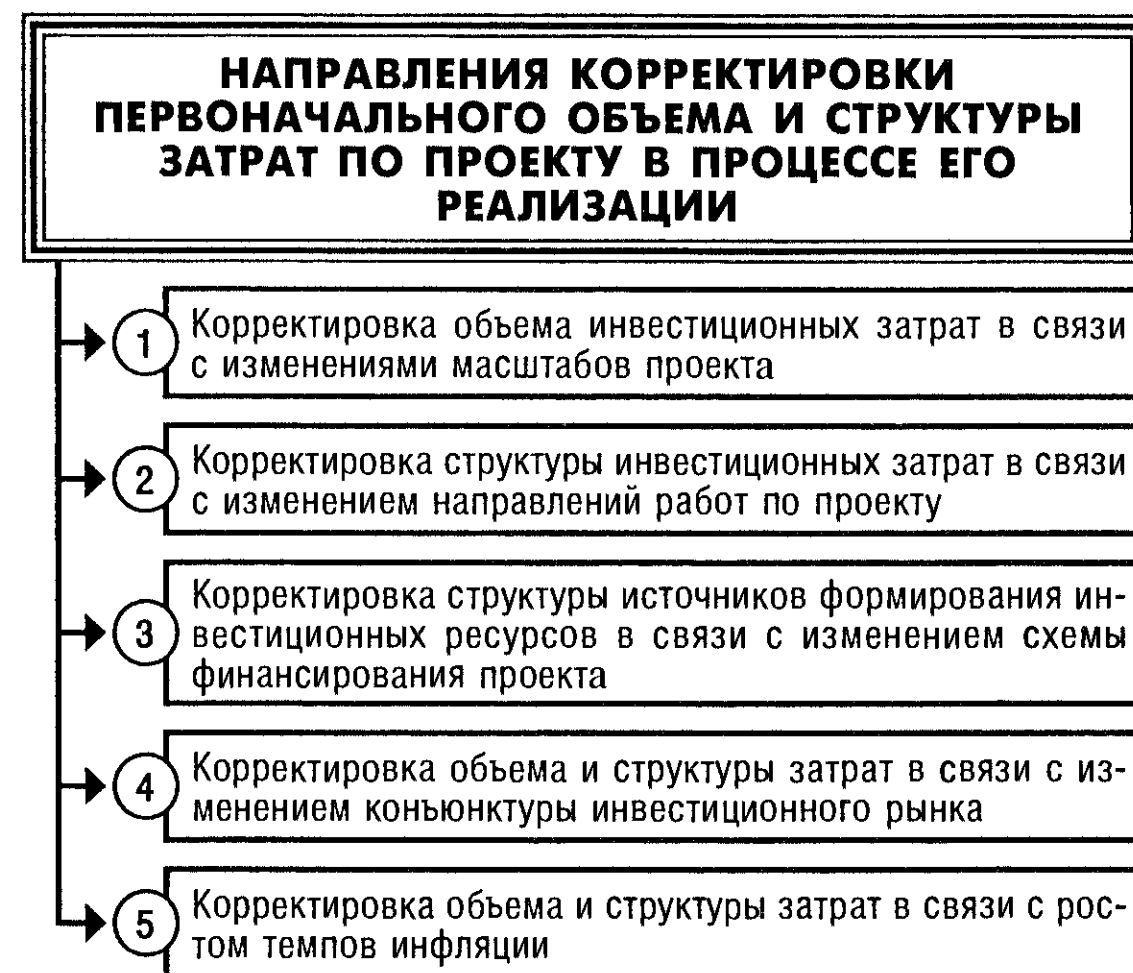 НАПРАВЛЕНИЯ КОРРЕКТИРОВКИ
ПЕРВОНАЧАЛЬНОГО ОБЪЕМА И СТРУКТУРЫ
ЗАТРАТ ПО ПРОЕКТУ В ПРОЦЕССЕ ЕГО
РЕАЛИЗАЦИИ
1
Корректировка объема инвестиционных затрат в связи
с изменениями масштабов проекта
2
Корректировка структуры инвестиционных затрат в связи
с изменением направлений работ по проекту
3
Корректировка структуры источников формирования ин-
вестиционных ресурсов в связи с изменением схемы
финансирования проекта
4
Корректировка объема и структуры затрат в связи с из-
менением конъюнктуры инвестиционного рынка
5
Корректировка объема и структуры затрат в связи с рос-
том темпов инфляции